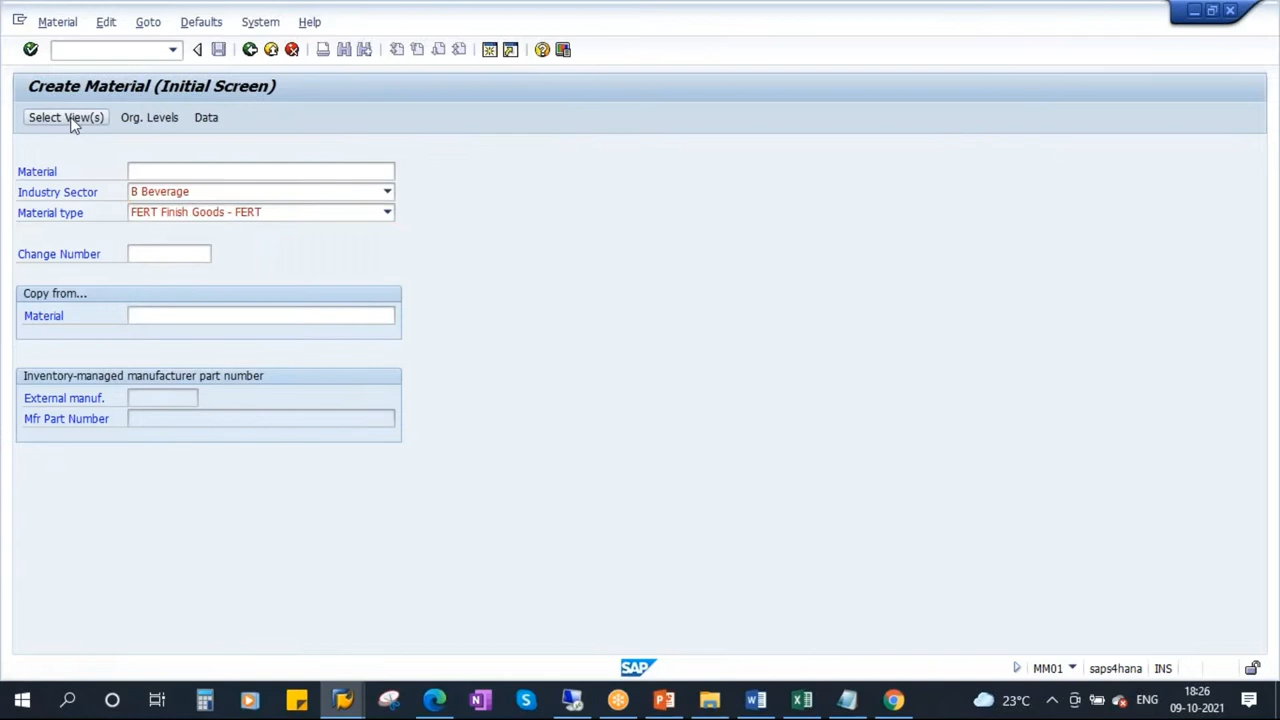 Material Edit Goto Defaults System Help
Create Material (Initial Screen)
Select View(s) Org. Levels Data
Material
Industry Sector B Beverage
Material type FERT Finish Goods - FERT
Change Number
Copy from...
Material
Inventory-managed manufacturer part number
External manuf.
Mfr Part Number
SAP
MM01 saps4hana INS
23°C ENG 18:26
09-10-2021